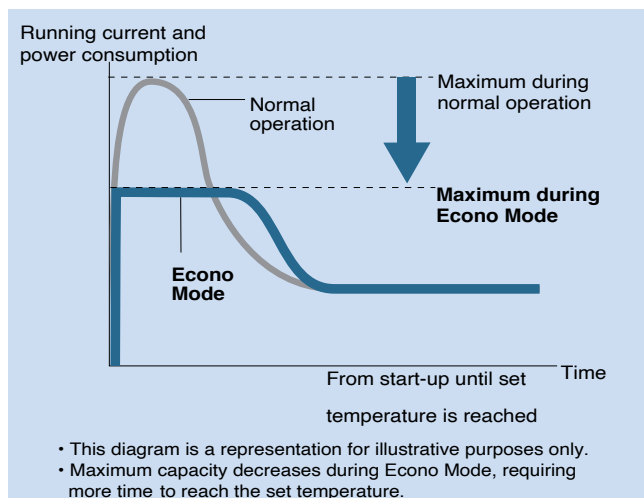 Running current and
power consumption
Maximum during
normal operation
Normal
operation
Maximum during
Econo Mode
Econo
Mode
Time
From start-up until set
temperature is reached
• This diagram is a representation for illustrative purposes only.
• Maximum capacity decreases during Econo Mode, requiring
more time to reach the set temperature.